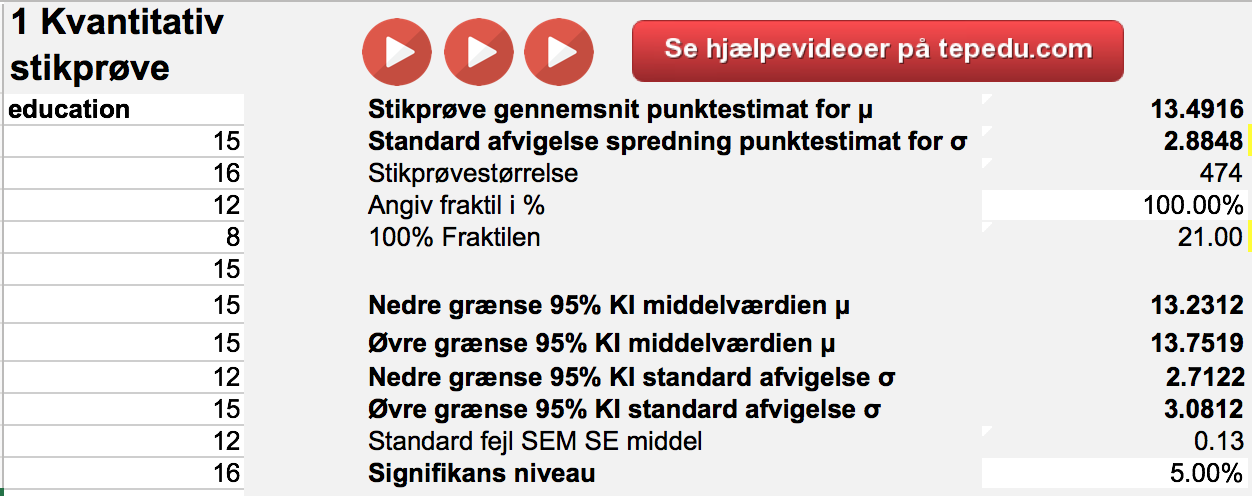 1 Kvantitativ
stikprøve
Se hjælpevideoer på tepedu.com
education
Stikprøve gennemsnit punktestimat for μ 13.4916
15 Standard afvigelse spredning punktestimat for σ 2.8848
16 Stikprøvestørrelse 474
12 Angiv fraktil i % 100.00%
8 100% Fraktilen 21.00
15
15 Nedre grænse 95% KI middelværdien μ 13.2312
15 Øvre grænse 95% KI middelværdien μ 13.7519
12 Nedre grænse 95% KI standard afvigelse σ 2.7122
15 Øvre grænse 95% KI standard afvigelse σ 3.0812
12 Standard fejl SEM SE middel 0.13
16 Signifikans niveau 5.00%